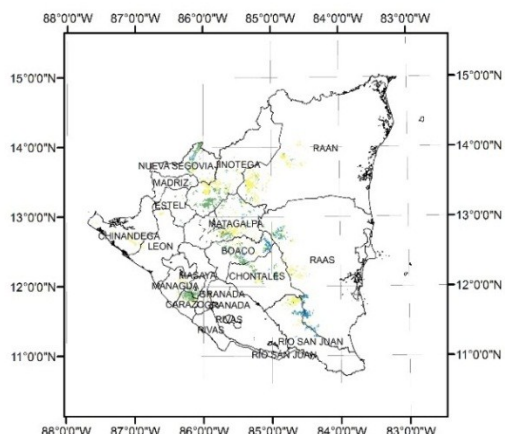 88°0'0"W 87°0'0"W 86°0'0"W 85°0'0"W 84°0'0"W 83°0'0"W
15°0'0"N 15°0'0"N
14°0'0"N RAAN 14°0'0"N
NUEVA SEGOVIA JINOTEGA
MADRIZ
ESTELI
13°0'0"N MATAGALPA 13°0'0"N
CHINANDEGA
LEON BOACO
RAAS
MASAYA CHONTALES
12°0'0"N MANAGUA 12°0'0"N
GRANADA
CARAZO GRANADA
RIVAS
RIVAS
RIO SAN JUAN
11°0'0"N RIO SAN JUAN 11°0'0"N
88°0'0"W 87°0'0"W 86°0'0"W 85°0'0"W 84°0'0"W 83°0'0"W